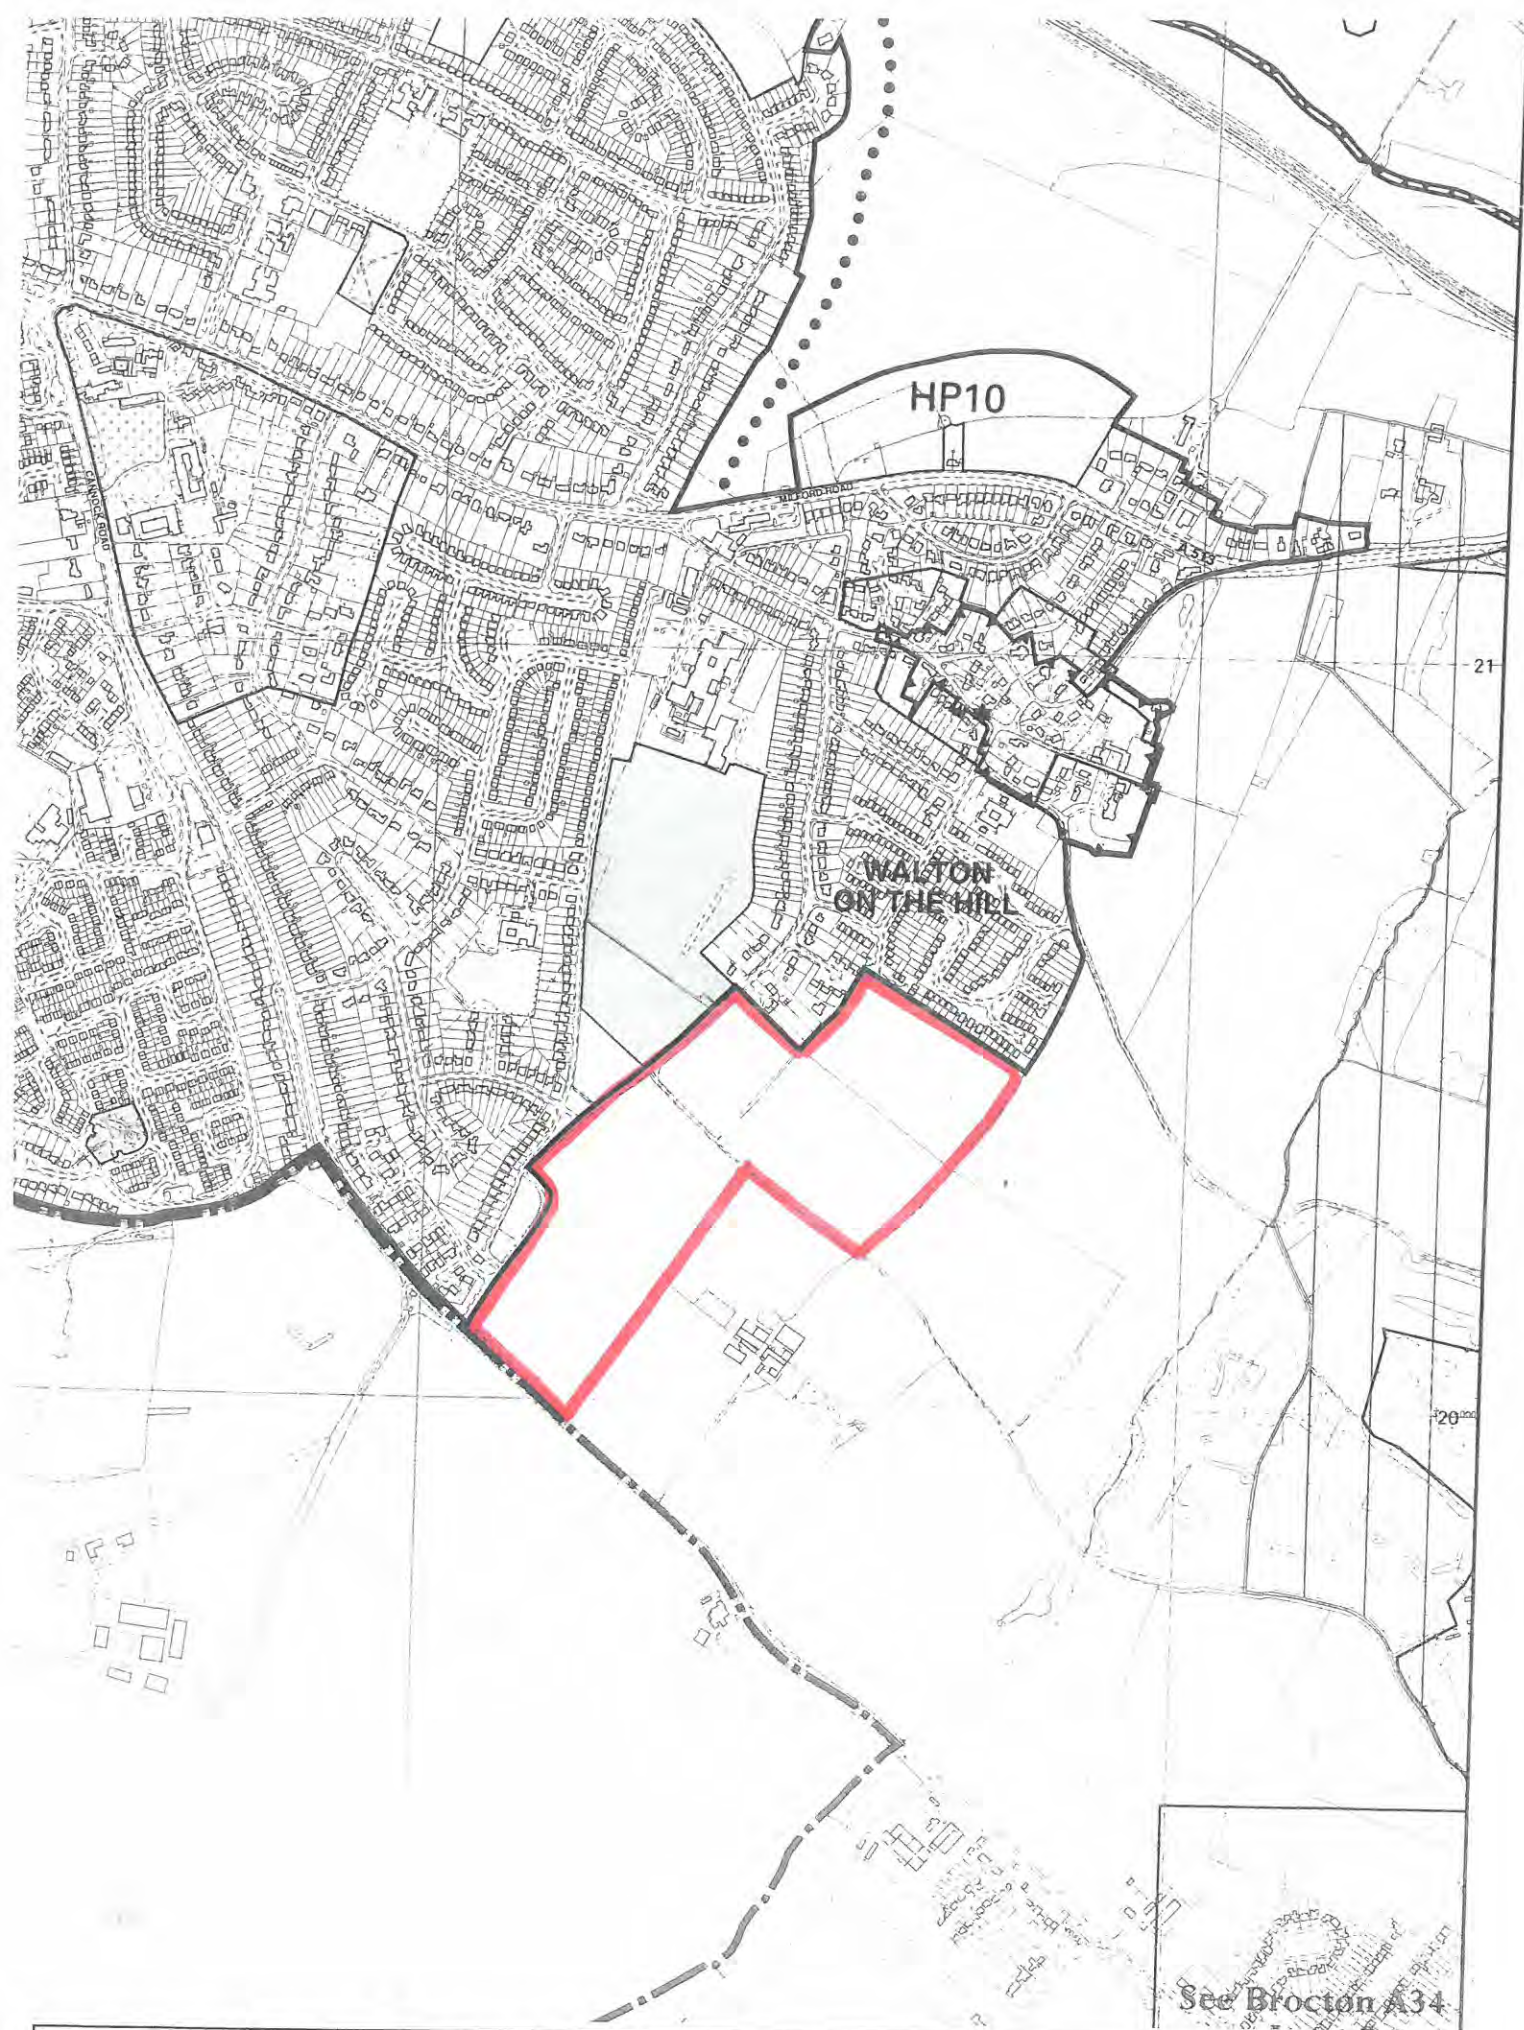 HP10
MILFORD ROAD
CANNOCK ROAD
A513
21
WALTON
ON THE HILL
20
See Brocton A34